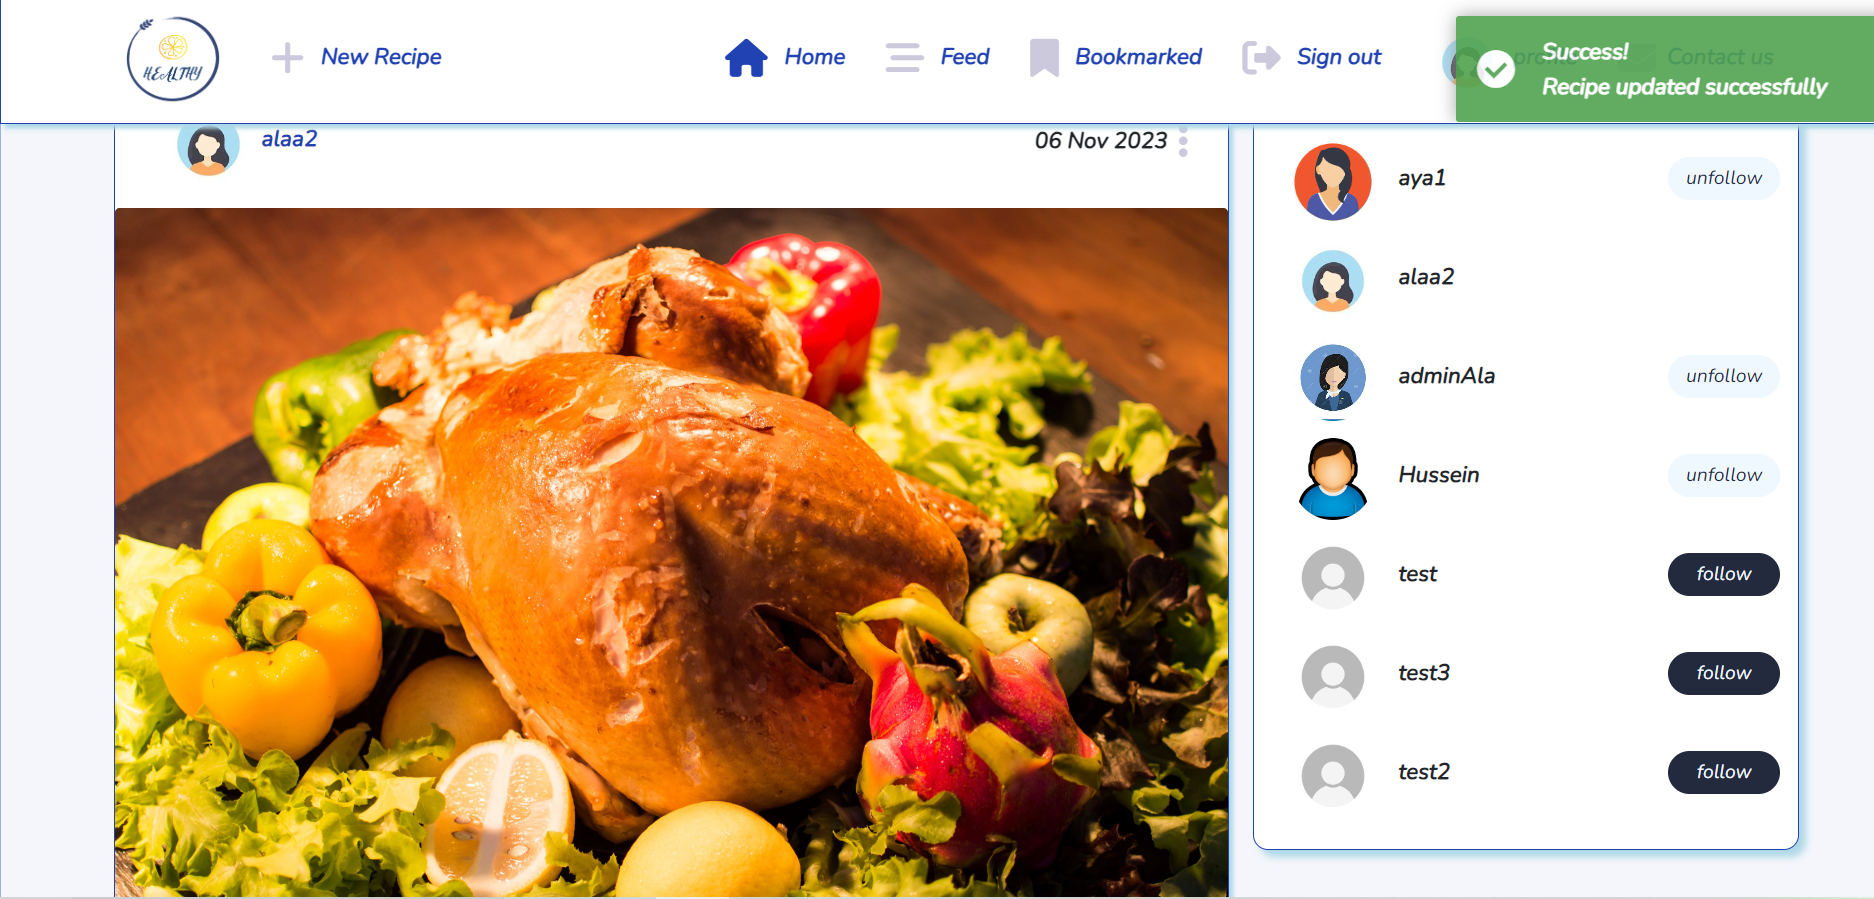 HEALTHY
New Recipe
Home
Feed
Bookmarked
Sign out
profile
Contact us
Success!
Recipe updated successfully
alaa2
06 Nov 2023
aya1
unfollow
alaa2
adminAla
unfollow
Hussein
unfollow
test
follow
test3
follow
test2
follow